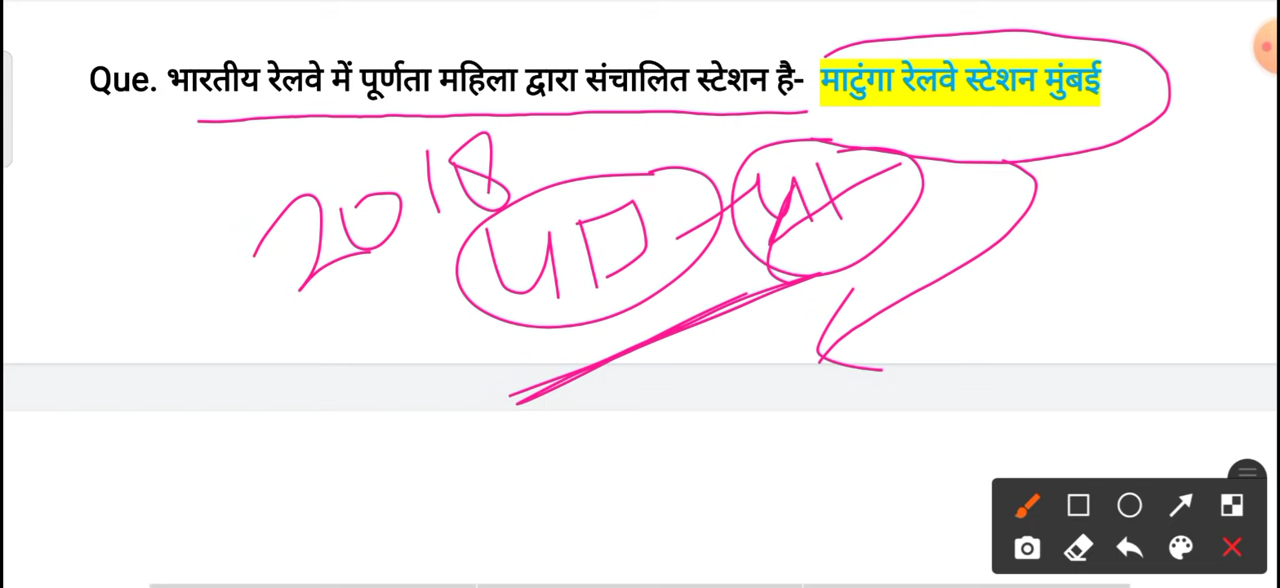 Que. भारतीय रेलवे में पूर्णता महिला द्वारा संचालित स्टेशन है- माटुंगा रेलवे स्टेशन मुंबई
2018